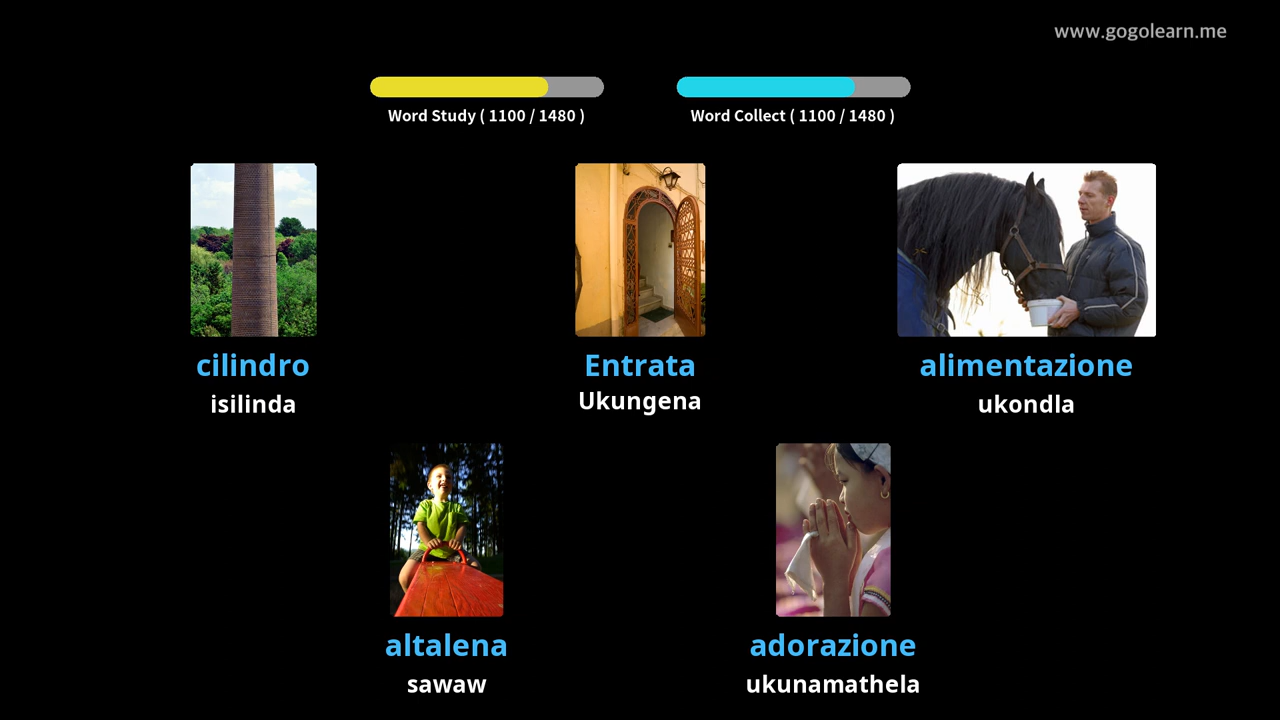 www.gogolearn.me
Word Study ( 1100 / 1480 )
Word Collect ( 1100 / 1480 )
cilindro
isilinda
Entrata
Ukungena
alimentazione
ukondla
altalena
sawaw
adorazione
ukunamathela